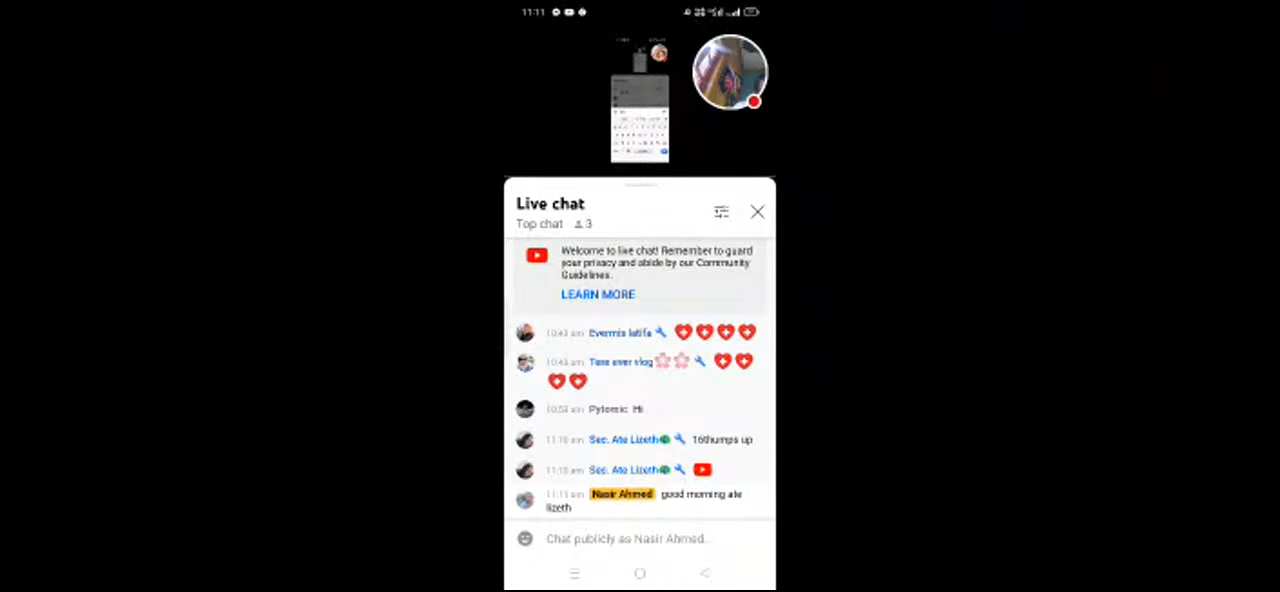 11:11
Live chat
Top chat 3
Welcome to live chat! Remember to guard
your privacy and abide by our Community
Guidelines.
LEARN MORE
10:43 am Evermis latifa
10:43 am Tere ever vlog
10:53 am Pytomic Hi
11:10 am Sec. Ate Lizeth 16thumps up
11:10 am Sec. Ate Lizeth
11:11 am Nasir Ahmed good morning ate
lizeth
Chat publicly as Nasir Ahmed...